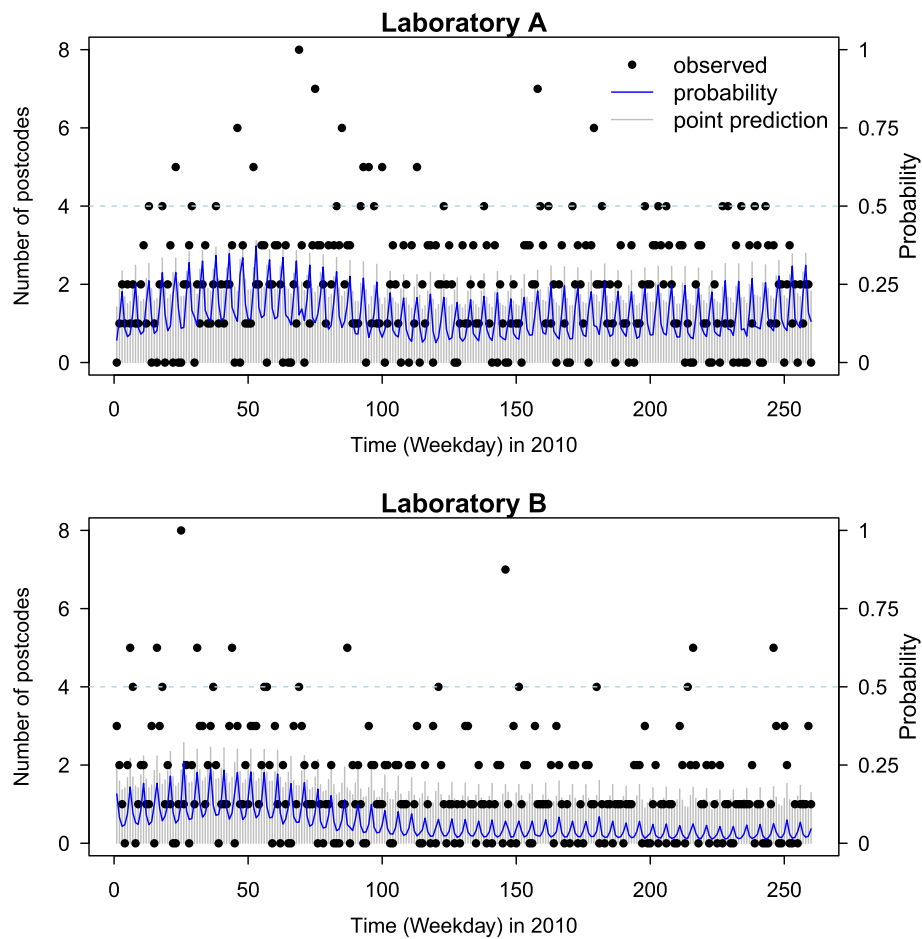 Laboratory A
8
6
4
2
0
1
0.75
0.5
0.25
0
Number of postcodes
Probability
observed
probability
point prediction
0 50 100 150 200 250
Time (Weekday) in 2010
Laboratory B
8
6
4
2
0
1
0.75
0.5
0.25
0
Number of postcodes
Probability
0 50 100 150 200 250
Time (Weekday) in 2010